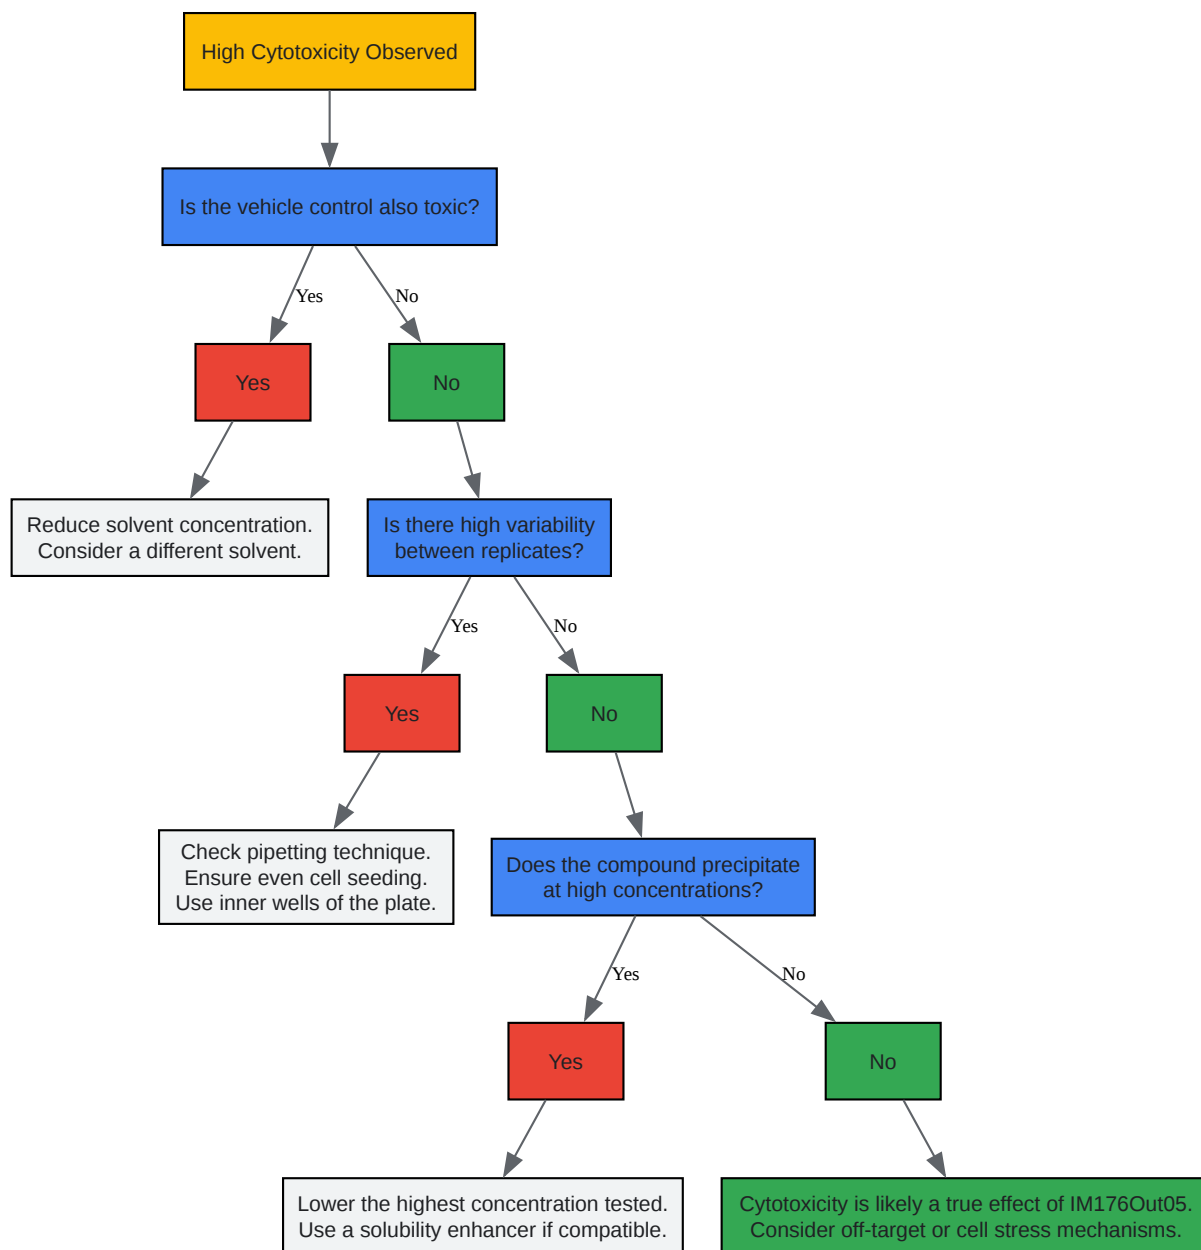 High Cytotoxicity Observed
Is the vehicle control also toxic?
Yes
No
Yes
No
Reduce solvent concentration.
Consider a different solvent.
Is there high variability
between replicates?
Yes
No
Yes
No
Check pipetting technique.
Ensure even cell seeding.
Use inner wells of the plate.
Does the compound precipitate
at high concentrations?
Yes
No
Yes
No
Lower the highest concentration tested.
Use a solubility enhancer if compatible.
Cytotoxicity is likely a true effect of IM176Out05.
Consider off-target or cell stress mechanisms.